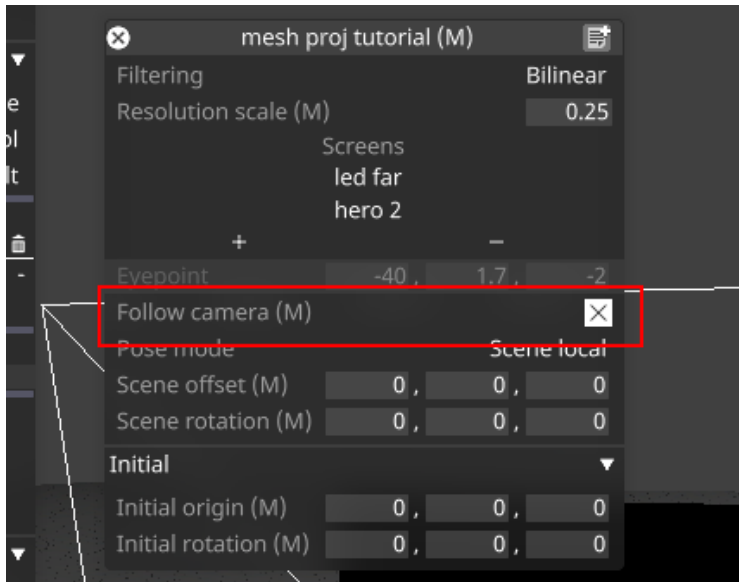 mesh proj tutorial (M)
Filtering Bilinear
Resolution scale (M) 0.25
Screens
led far
hero 2
+ −
Eyepoint -40 , 1.7 , -2
Follow camera (M)
Pose mode Scene local
Scene offset (M) 0 , 0 , 0
Scene rotation (M) 0 , 0 , 0
Initial
Initial origin (M) 0 , 0 , 0
Initial rotation (M) 0 , 0 , 0